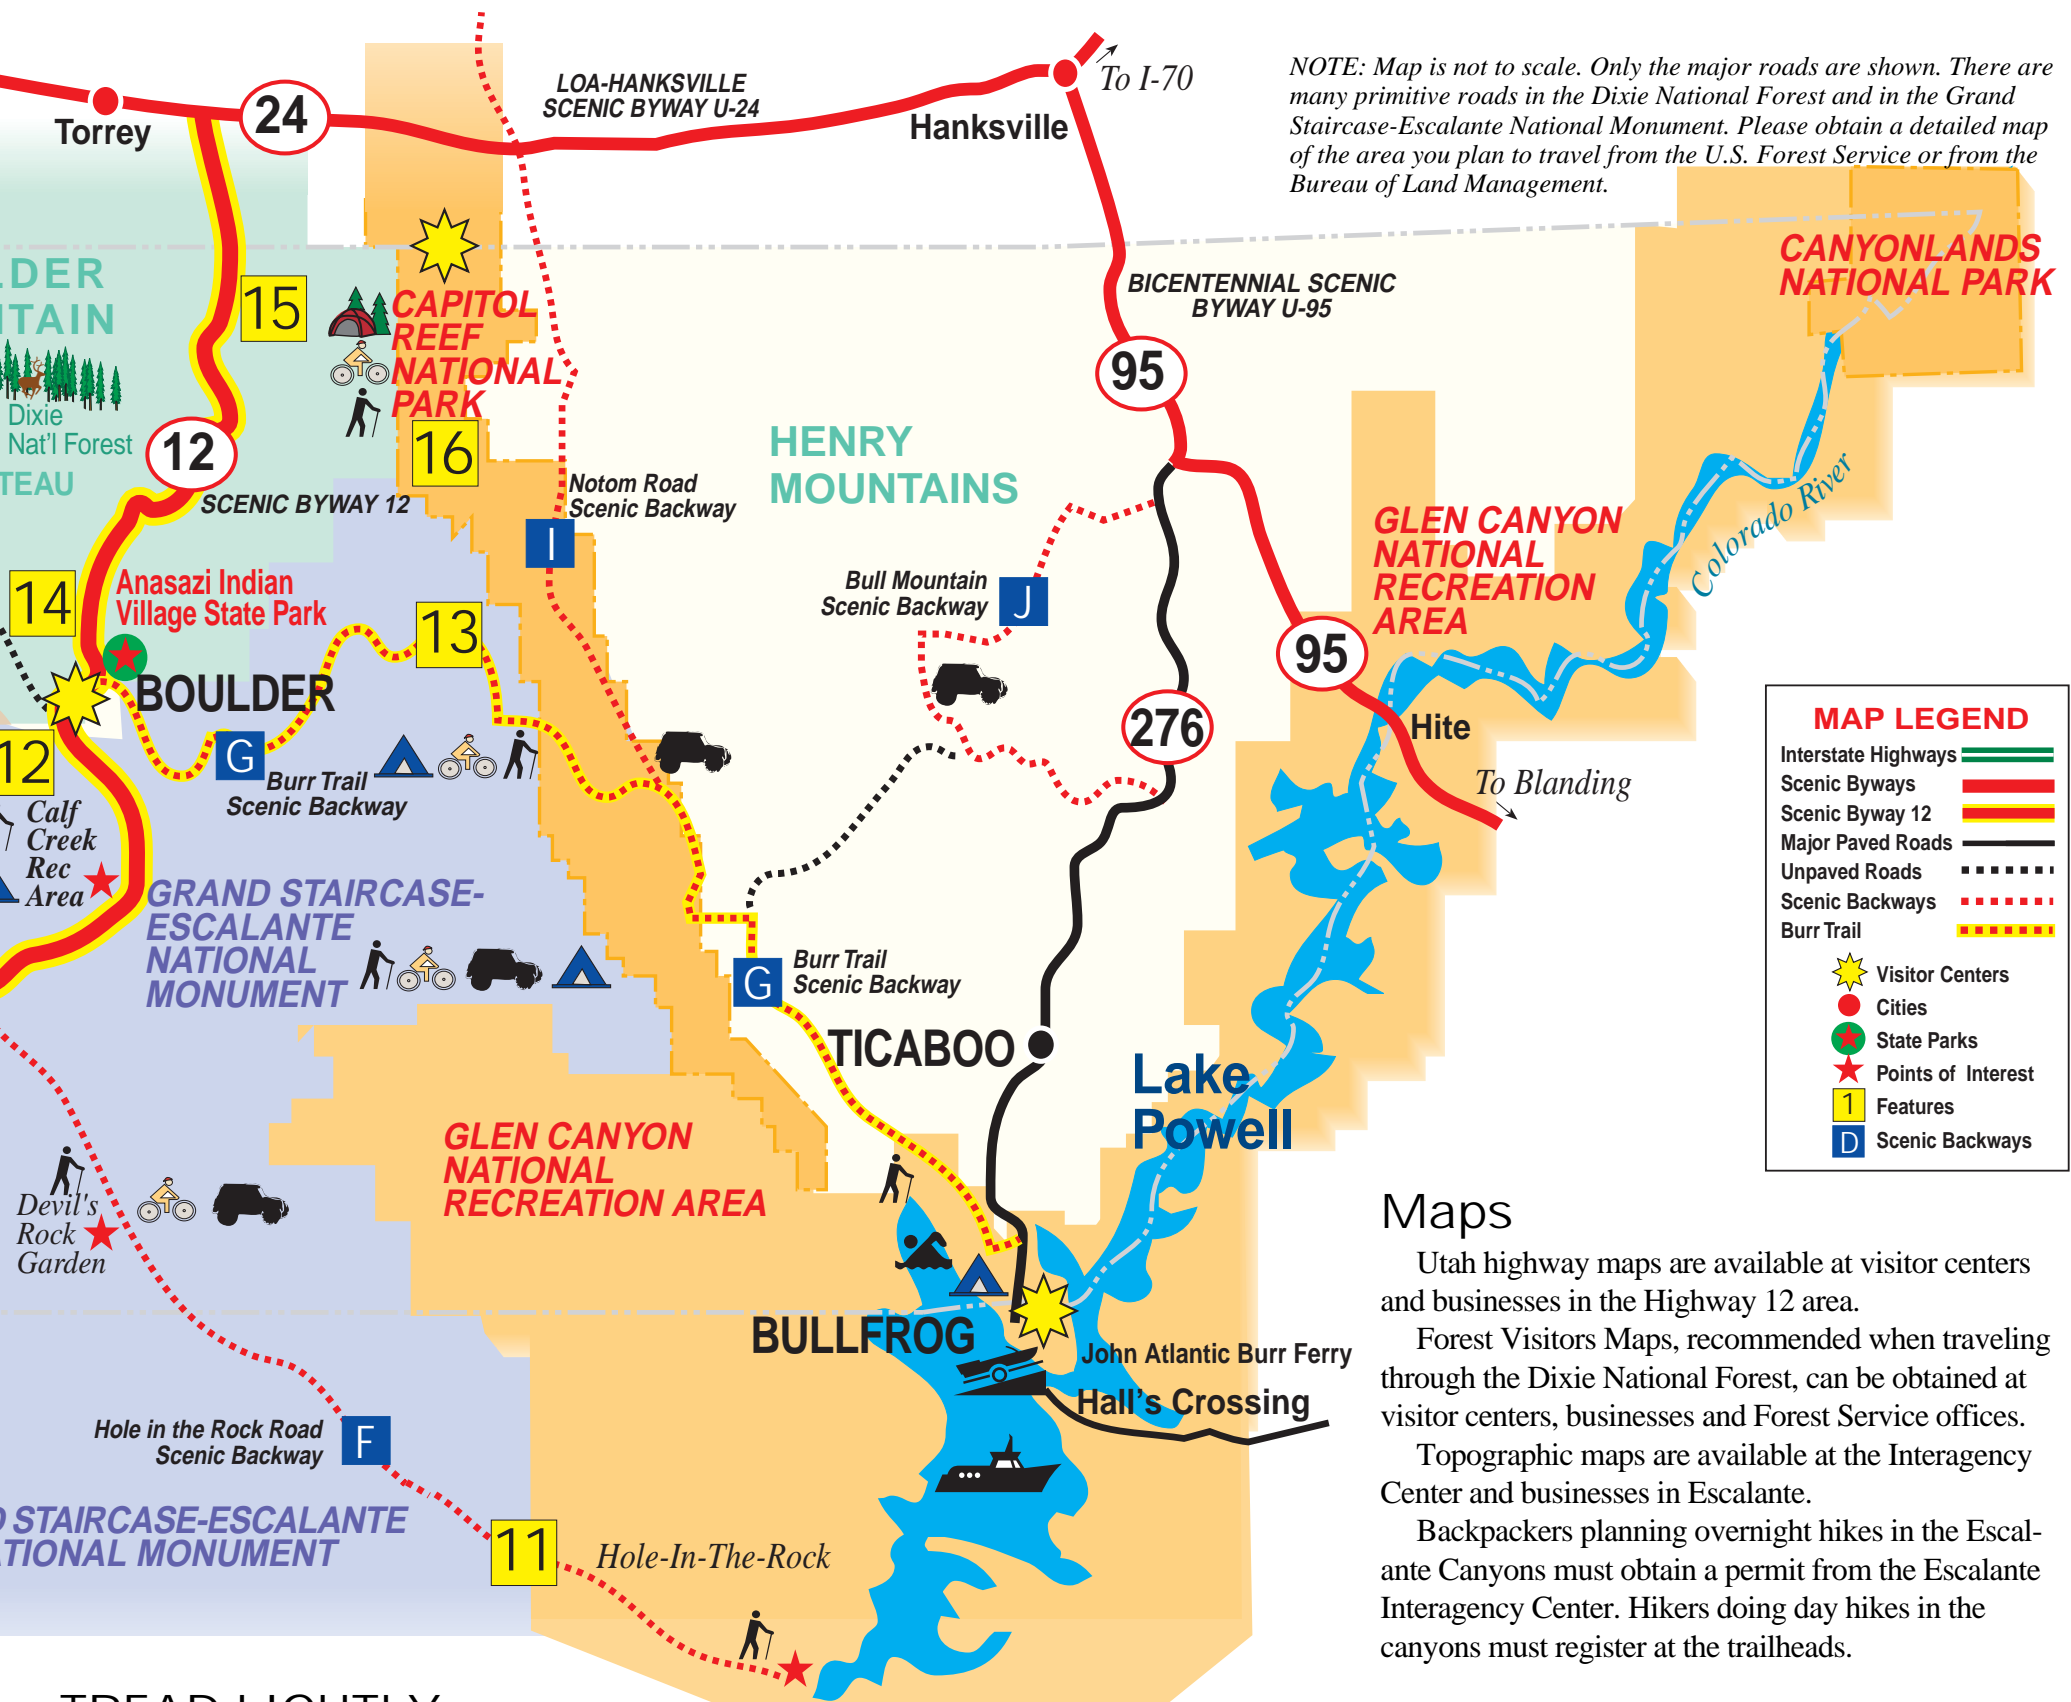 To I-70
NOTE: Map is not to scale. Only the major roads are shown. There are
many primitive roads in the Dixie National Forest and in the Grand
Staircase-Escalante National Monument. Please obtain a detailed map
of the area you plan to travel from the U.S. Forest Service or from the
Bureau of Land Management.
LOA-HANKSVILLE
SCENIC BYWAY U-24
24
Torrey
Hanksville
CANYONLANDS
NATIONAL PARK
BICENTENNIAL SCENIC
BYWAY U-95
15
CAPITOL
REEF
NATIONAL
PARK
16
95
Dixie
Nat'l Forest
12
SCENIC BYWAY 12
HENRY
MOUNTAINS
Notom Road
Scenic Backway
I
GLEN CANYON
NATIONAL
RECREATION
AREA
Colorado River
14
Anasazi Indian
Village State Park
13
Bull Mountain
Scenic Backway
J
95
BOULDER
276
Hite
To Blanding
12
G
Burr Trail
Scenic Backway
Calf
Creek
Rec
Area
GRAND STAIRCASE-
ESCALANTE
NATIONAL
MONUMENT
G
Burr Trail
Scenic Backway
TICABOO
Lake
Powell
MAP LEGEND
Interstate Highways
Scenic Byways
Scenic Byway 12
Major Paved Roads
Unpaved Roads
Scenic Backways
Burr Trail
Visitor Centers
Cities
State Parks
Points of Interest
1 Features
D Scenic Backways
GLEN CANYON
NATIONAL
RECREATION AREA
Devil's
Rock
Garden
BULLFROG
John Atlantic Burr Ferry
Hall's Crossing
Hole in the Rock Road
Scenic Backway
F
STAIRCASE-ESCALANTE
MONUMENT
11
Hole-In-The-Rock
Maps
Utah highway maps are available at visitor centers
and businesses in the Highway 12 area.
Forest Visitors Maps, recommended when traveling
through the Dixie National Forest, can be obtained at
visitor centers, businesses and Forest Service offices.
Topographic maps are available at the Interagency
Center and businesses in Escalante.
Backpackers planning overnight hikes in the Escal-
ante Canyons must obtain a permit from the Escalante
Interagency Center. Hikers doing day hikes in the
canyons must register at the trailheads.
TREAD LIGHTLY